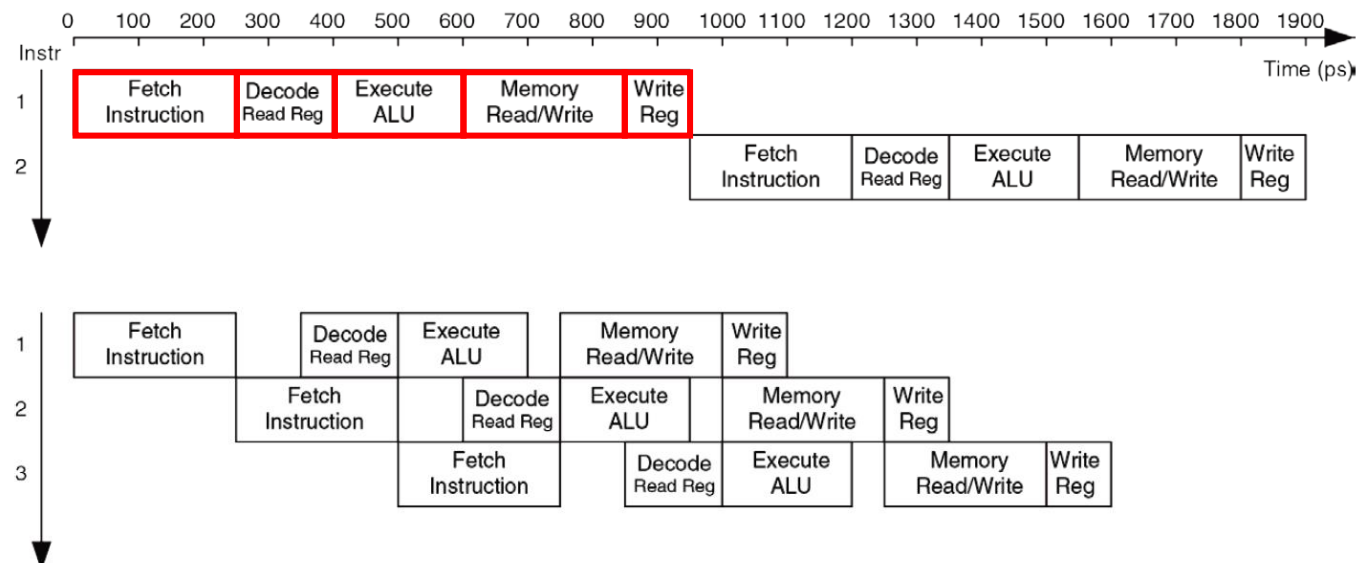 0 100 200 300 400 500 600 700 800 900 1000 1100 1200 1300 1400 1500 1600 1700 1800 1900
Instr
Time (ps)
1
Fetch
Instruction
Decode
Read Reg
Execute
ALU
Memory
Read/Write
Write
Reg
2
Fetch
Instruction
Decode
Read Reg
Execute
ALU
Memory
Read/Write
Write
Reg
1
Fetch
Instruction
Decode
Read Reg
Execute
ALU
Memory
Read/Write
Write
Reg
2
Fetch
Instruction
Decode
Read Reg
Execute
ALU
Memory
Read/Write
Write
Reg
3
Fetch
Instruction
Decode
Read Reg
Execute
ALU
Memory
Read/Write
Write
Reg